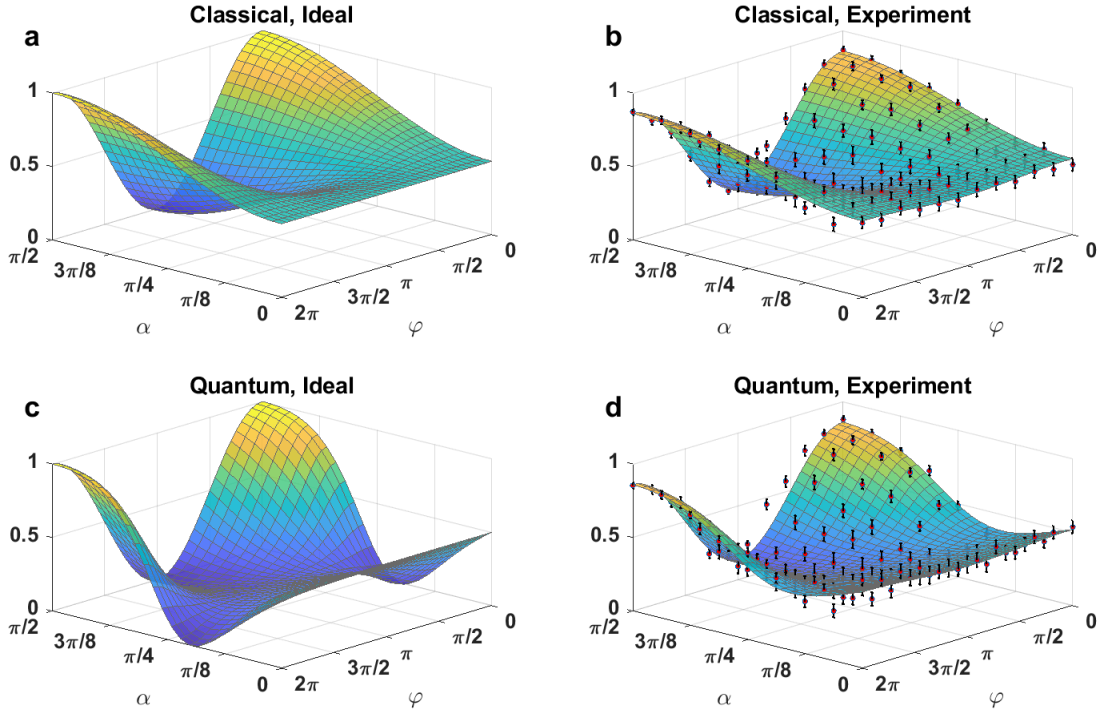 Classical, Ideal
a
1
0.5
0
π/2
3π/8
π/4
π/8
0
α
2π
3π/2
π
π/2
0
φ
Classical, Experiment
b
1
0.5
0
π/2
3π/8
π/4
π/8
0
α
2π
3π/2
π
π/2
0
φ
Quantum, Ideal
c
1
0.5
0
π/2
3π/8
π/4
π/8
0
α
2π
3π/2
π
π/2
0
φ
Quantum, Experiment
d
1
0.5
0
π/2
3π/8
π/4
π/8
0
α
2π
3π/2
π
π/2
0
φ